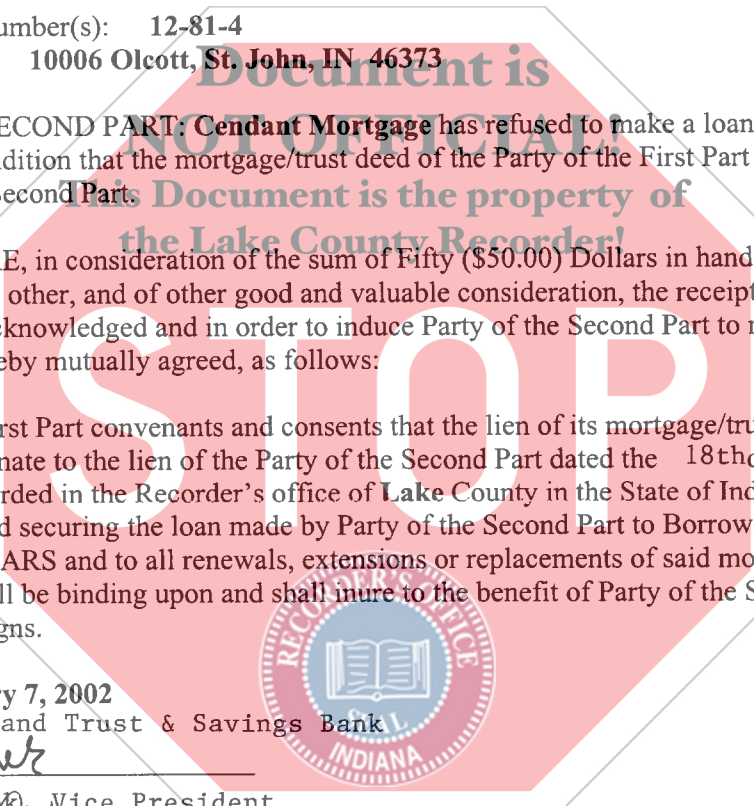 umber(s): 12-81-4
10006 Olcott, St. John, IN 46373
Document is
ECOND PART: Cendant Mortgage has refused to make a loan
NOT OFFICIAL!
dition that the mortgage/trust deed of the Party of the First Part
Second Part.
This Document is the property of
the Lake County Recorder!
RE, in consideration of the sum of Fifty ($50.00) Dollars in hand
other, and of other good and valuable consideration, the receipt
cknowledged and in order to induce Party of the Second Part to
eby mutually agreed, as follows:
STOP
rst Part convenants and consents that the lien of its mortgage/tru
nate to the lien of the Party of the Second Part dated the 18th
rded in the Recorder's office of Lake County in the State of Ind
d securing the loan made by Party of the Second Part to Borrow
ARS and to all renewals, extensions or replacements of said mo
ll be binding upon and shall inure to the benefit of Party of the S
gns.
RECORDER'S OFFICE
SEAL
INDIANA
ry 7, 2002
and Trust & Savings Bank
Vice President